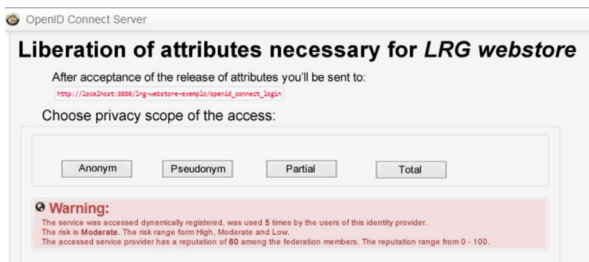 OpenID Connect Server
Liberation of attributes necessary for LRG webstore
After acceptance of the release of attributes you'll be sent to:
http://localhost:8080/lrg-webstore-exemplo/openid_connect_login
Choose privacy scope of the access:
Anonym Pseudonym Partial Total
Warning:
The service was accessed dynamically registered, was used 5 times by the users of this identity provider.
The risk is Moderate. The risk range form High, Moderate and Low.
The accessed service provider has a reputation of 60 among the federation members. The reputation range from 0 - 100.